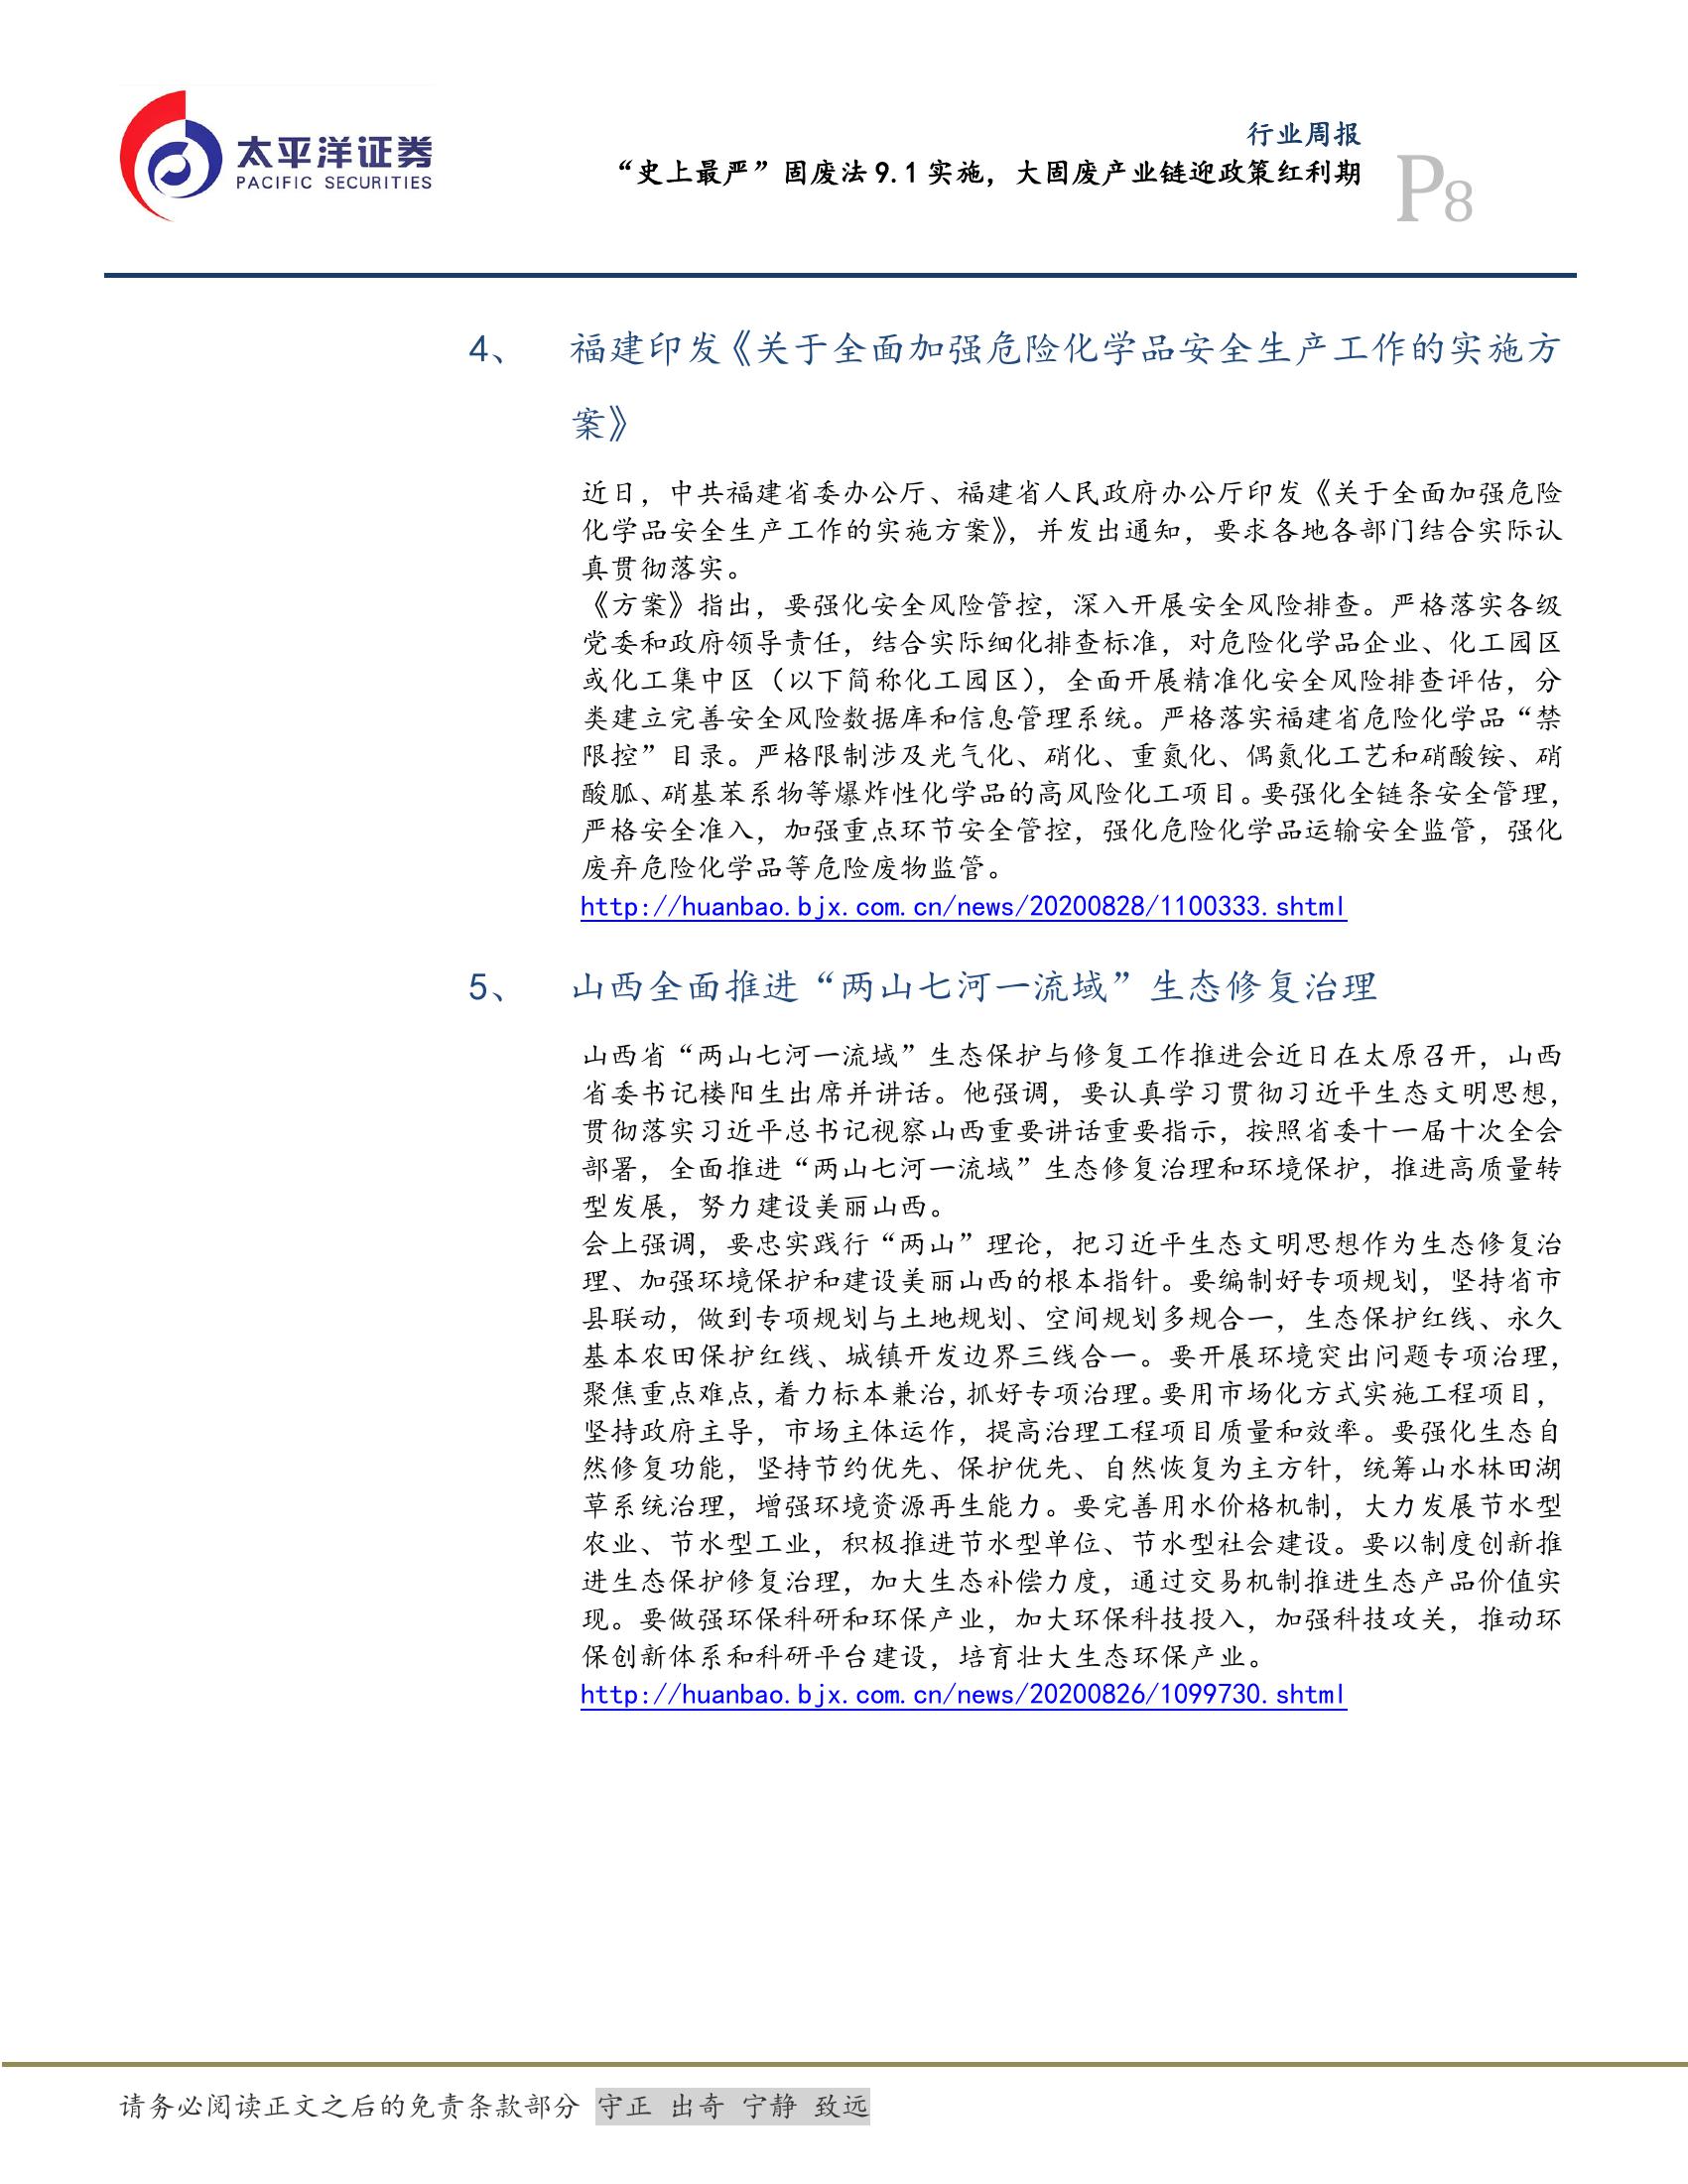 太平洋证券
PACIFIC SECURITIES
行业周报
“史上最严”固废法9.1实施，大固废产业链迎政策红利期
P8
4、 福建印发《关于全面加强危险化学品安全生产工作的实施方
案》
近日，中共福建省委办公厅、福建省人民政府办公厅印发《关于全面加强危险
化学品安全生产工作的实施方案》，并发出通知，要求各地各部门结合实际认
真贯彻落实。
《方案》指出，要强化安全风险管控，深入开展安全风险排查。严格落实各级
党委和政府领导责任，结合实际细化排查标准，对危险化学品企业、化工园区
或化工集中区（以下简称化工园区），全面开展精准化安全风险排查评估，分
类建立完善安全风险数据库和信息管理系统。严格落实福建省危险化学品“禁
限控”目录。严格限制涉及光气化、硝化、重氮化、偶氮化工艺和硝酸铵、硝
酸胍、硝基苯系物等爆炸性化学品的高风险化工项目。要强化全链条安全管理，
严格安全准入，加强重点环节安全管控，强化危险化学品运输安全监管，强化
废弃危险化学品等危险废物监管。
http://huanbao.bjx.com.cn/news/20200828/1100333.shtml
5、 山西全面推进“两山七河一流域”生态修复治理
山西省“两山七河一流域”生态保护与修复工作推进会近日在太原召开，山西
省委书记楼阳生出席并讲话。他强调，要认真学习贯彻习近平生态文明思想，
贯彻落实习近平总书记视察山西重要讲话重要指示，按照省委十一届十次全会
部署，全面推进“两山七河一流域”生态修复治理和环境保护，推进高质量转
型发展，努力建设美丽山西。
会上强调，要忠实践行“两山”理论，把习近平生态文明思想作为生态修复治
理、加强环境保护和建设美丽山西的根本指针。要编制好专项规划，坚持省市
县联动，做到专项规划与土地规划、空间规划多规合一，生态保护红线、永久
基本农田保护红线、城镇开发边界三线合一。要开展环境突出问题专项治理，
聚焦重点难点，着力标本兼治，抓好专项治理。要用市场化方式实施工程项目，
坚持政府主导，市场主体运作，提高治理工程项目质量和效率。要强化生态自
然修复功能，坚持节约优先、保护优先、自然恢复为主方针，统筹山水林田湖
草系统治理，增强环境资源再生能力。要完善用水价格机制，大力发展节水型
农业、节水型工业，积极推进节水型单位、节水型社会建设。要以制度创新推
进生态保护修复治理，加大生态补偿力度，通过交易机制推进生态产品价值实
现。要做强环保科研和环保产业，加大环保科技投入，加强科技攻关，推动环
保创新体系和科研平台建设，培育壮大生态环保产业。
http://huanbao.bjx.com.cn/news/20200826/1099730.shtml
请务必阅读正文之后的免责条款部分 守正 出奇 宁静 致远